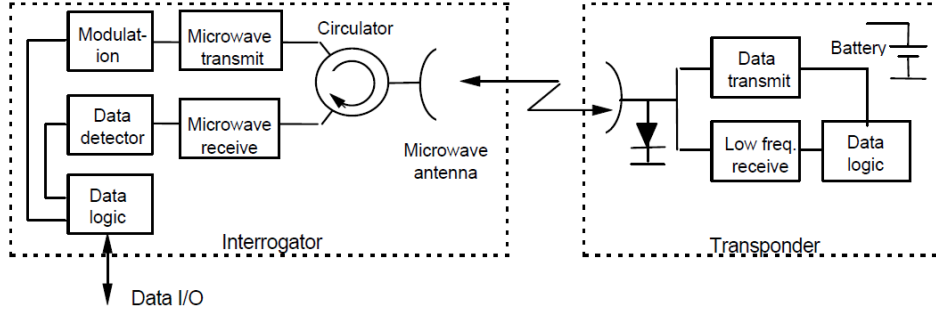 Modulat-
ion
Microwave
transmit
Circulator
Data
detector
Microwave
receive
Microwave
antenna
Data
logic
Interrogator
Data I/O
Data
transmit
Battery
Low freq.
receive
Data
logic
Transponder